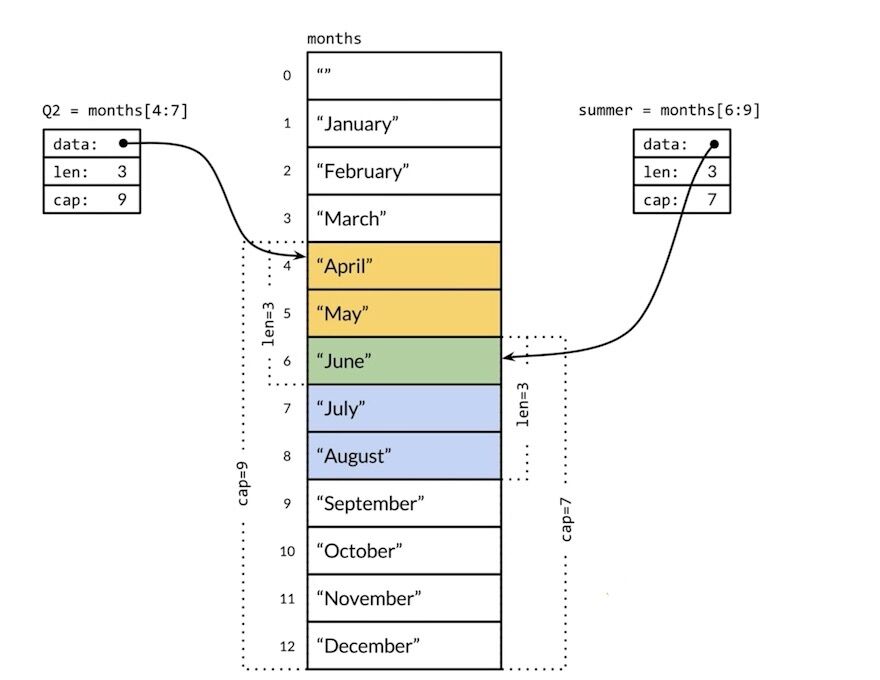 months
Q2 = months[4:7]
data:
len: 3
cap: 9
summer = months[6:9]
data:
len: 3
cap: 7
0 “”
1 “January”
2 “February”
3 “March”
4 “April”
5 “May”
6 “June”
7 “July”
8 “August”
9 “September”
10 “October”
11 “November”
12 “December”
len=3
cap=9
len=3
cap=7